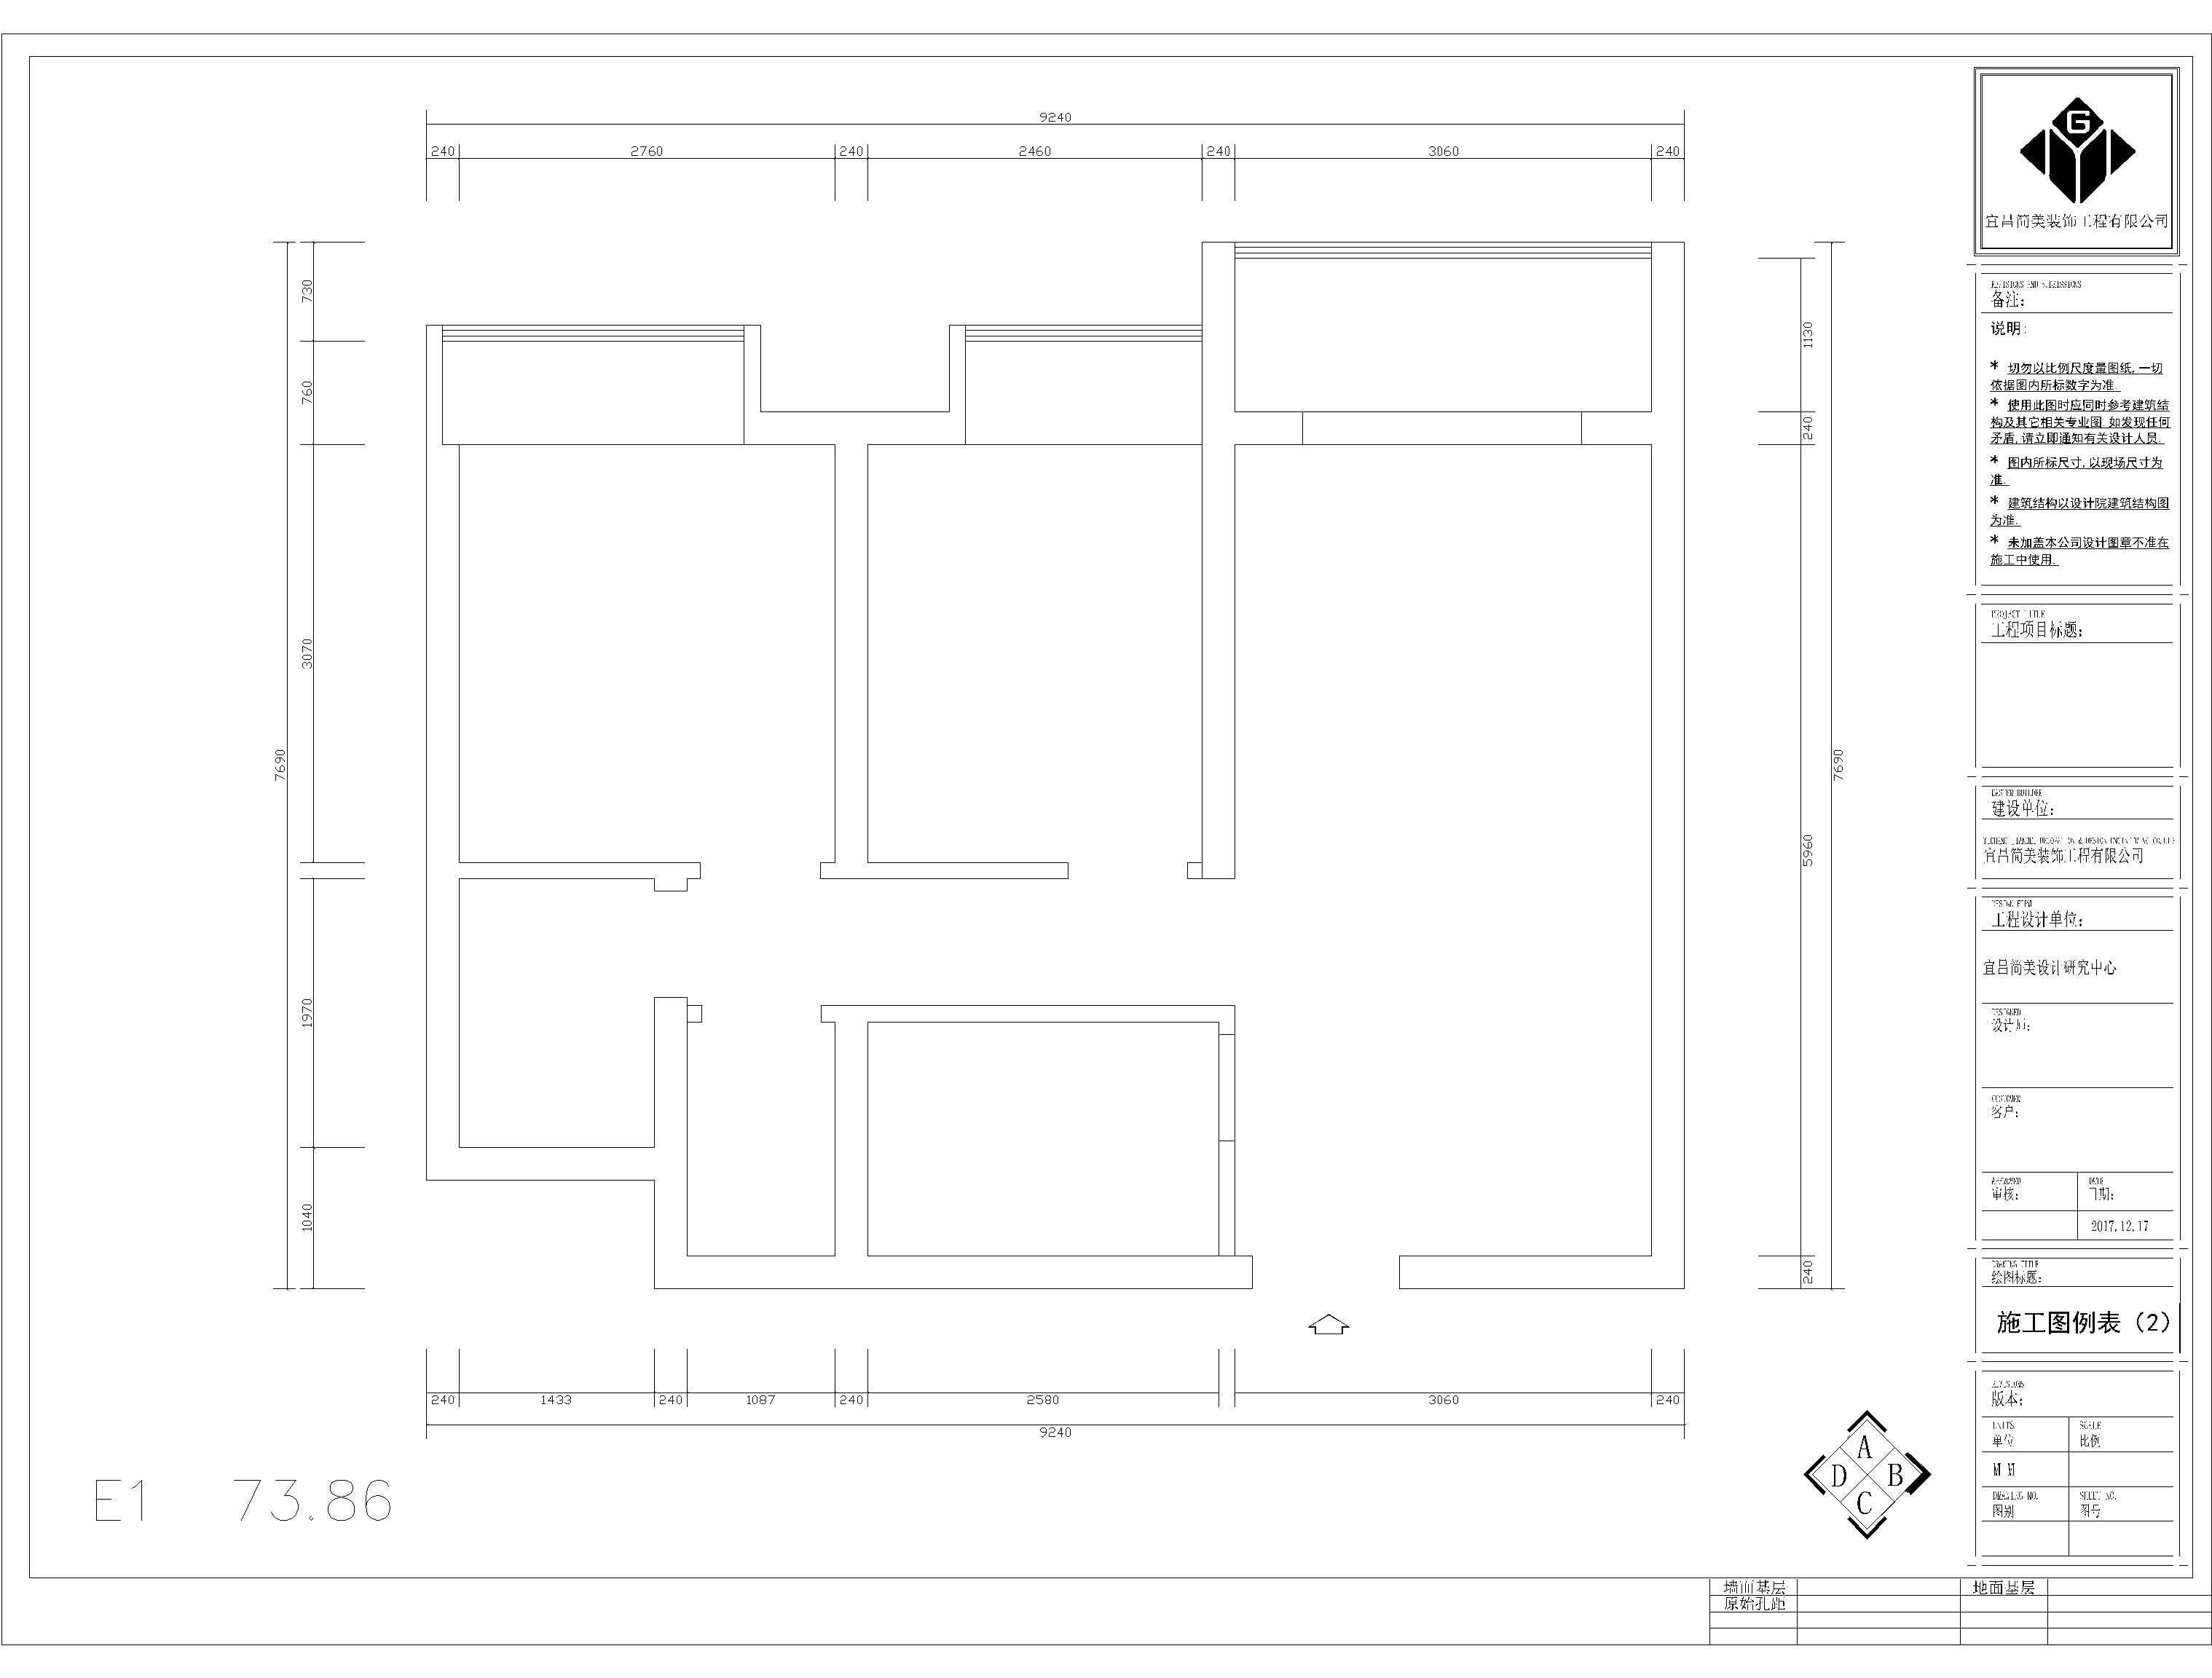 9240
240 2760 240 2460 240 3060 240
730
760
3070
1970
1040
7690
1130
240
5960
240
7690
240 1433 240 1087 240 2580 3060 240
9240
E1 73.86
A
D B
C
G
宜昌简美装饰工程有限公司
备注:
说明:
* 切勿以比例尺度量图纸,一切
依据图内所标数字为准.
* 使用此图时应同时参考建筑结
构及其它相关专业图.如发现任何
矛盾,请立即通知有关设计人员.
* 图内所标尺寸,以现场尺寸为
准.
* 建筑结构以设计院建筑结构图
为准.
* 未加盖本公司设计图章不准在
施工中使用.
PROJECT TITLE
工程项目标题:
建设单位:
宜昌简美装饰工程有限公司
工程设计单位:
宜昌简美设计研究中心
DESIGNED
设计师:
CUSTOMER
客户:
APPROVED DATE
审核: 日期:
2017.12.17
DRAWING TITLE
绘图标题:
施工图例表（2）
版本:
UNITS SCALE
单位 比例
M M
DRAWING NO. SHEET NO.
图别 图号
墙面基层 地面基层
原始孔距